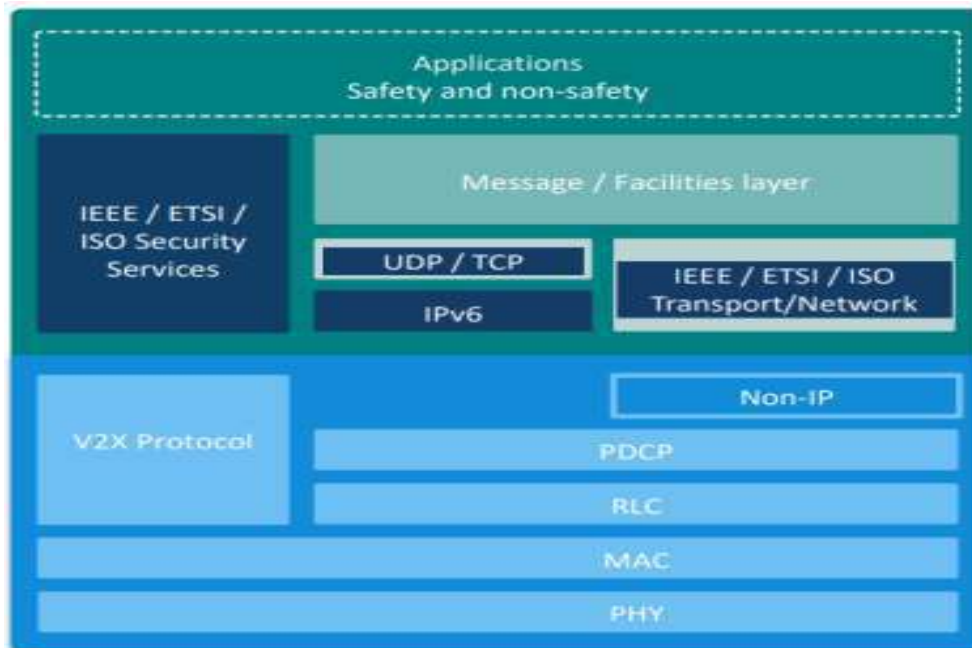 Applications
Safety and non-safety
IEEE / ETSI /
ISO Security
Services
Message / Facilities layer
UDP / TCP
IPv6
IEEE / ETSI / ISO
Transport/Network
V2X Protocol
Non-IP
PDCP
RLC
MAC
PHY